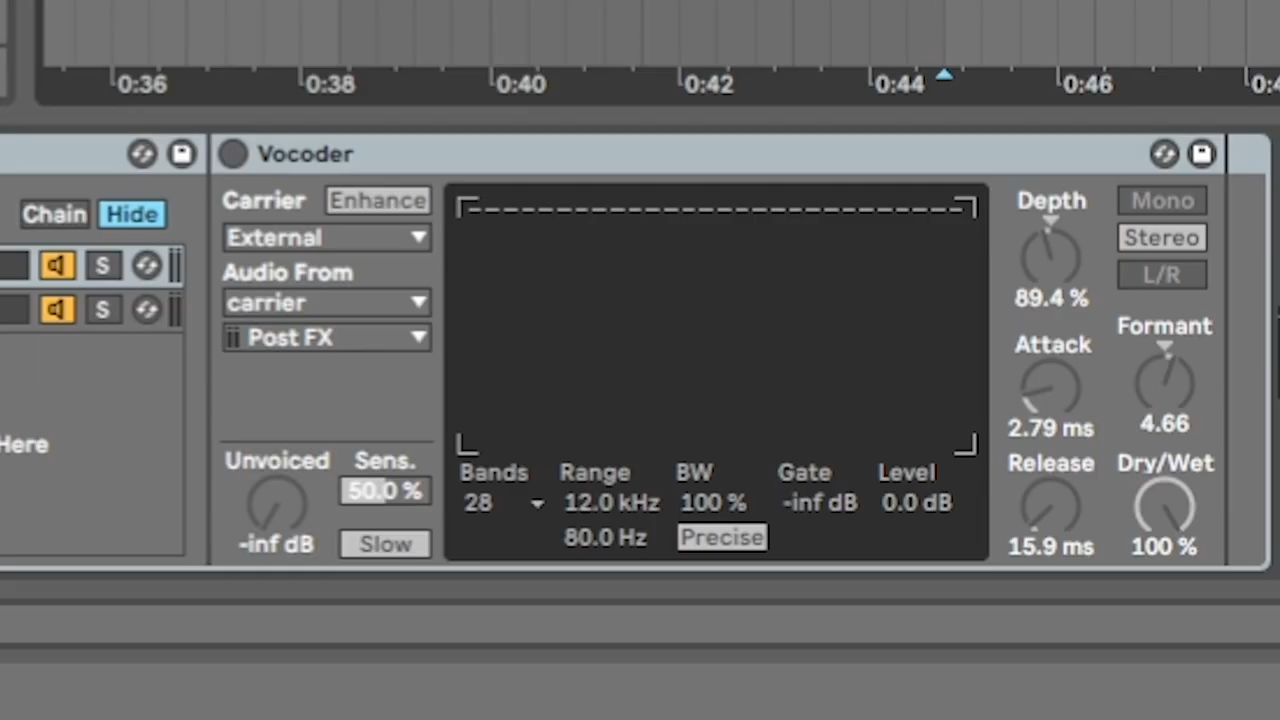 0:36 0:38 0:40 0:42 0:44 0:46
Vocoder
Chain Hide
S
S
Here
Carrier Enhance
External
Audio From
carrier
Post FX
Unvoiced Sens.
50.0 %
-inf dB Slow
Bands Range BW Gate Level
28 12.0 kHz 100 % -inf dB 0.0 dB
80.0 Hz Precise
Depth
89.4 %
Attack
2.79 ms
Release
15.9 ms
Mono
Stereo
L/R
Formant
4.66
Dry/Wet
100 %